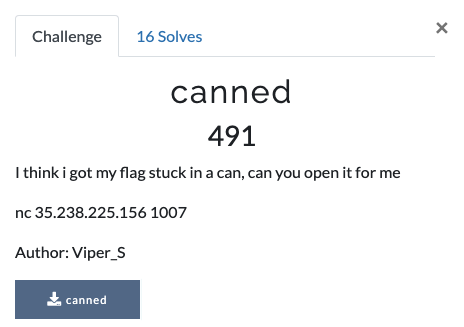 Challenge
16 Solves
×
canned
491
I think i got my flag stuck in a can, can you open it for me
nc 35.238.225.156 1007
Author: Viper_S
canned